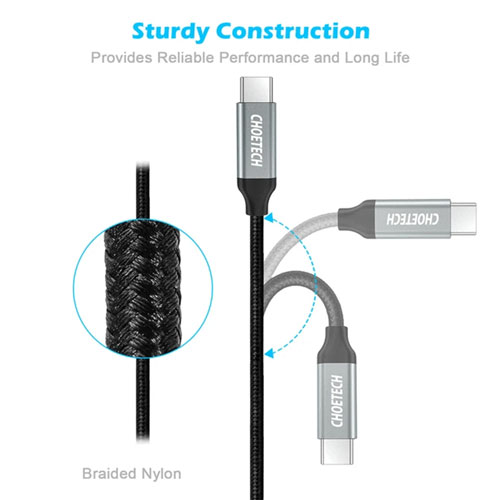 Sturdy Construction
Provides Reliable Performance and Long Life
CHOETECH
CHOETECH
CHOETECH
Braided Nylon